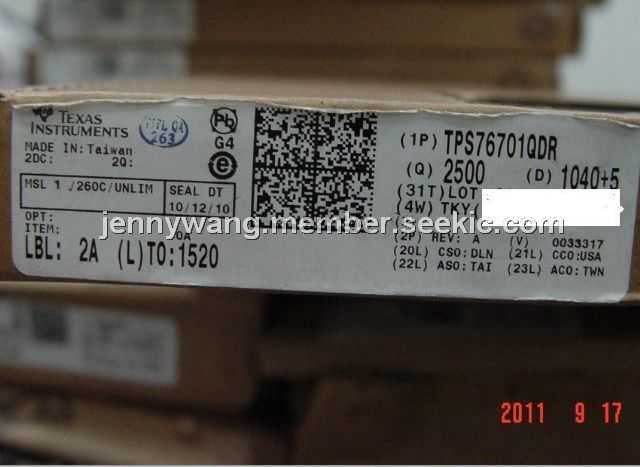 TEXAS
INSTRUMENTS
MADE IN: Taiwan
2DC: 2Q:
QA
263
Pb
G4
e
MSL 1 /260C/UNLIM
SEAL DT
10/12/10
OPT:
ITEM:
LBL: 2A (L)TO:1520
(1P) TPS76701QDR
(Q) 2500 (D) 1040+5
(31T)LOT
(4W) TKY(
(2P) REV: A (V) 0033317
(20L) CSO:DLN (21L) CCO:USA
(22L) ASO:TAI (23L) ACO:TWN
jennywang.member.seekic.com
2011 9 17